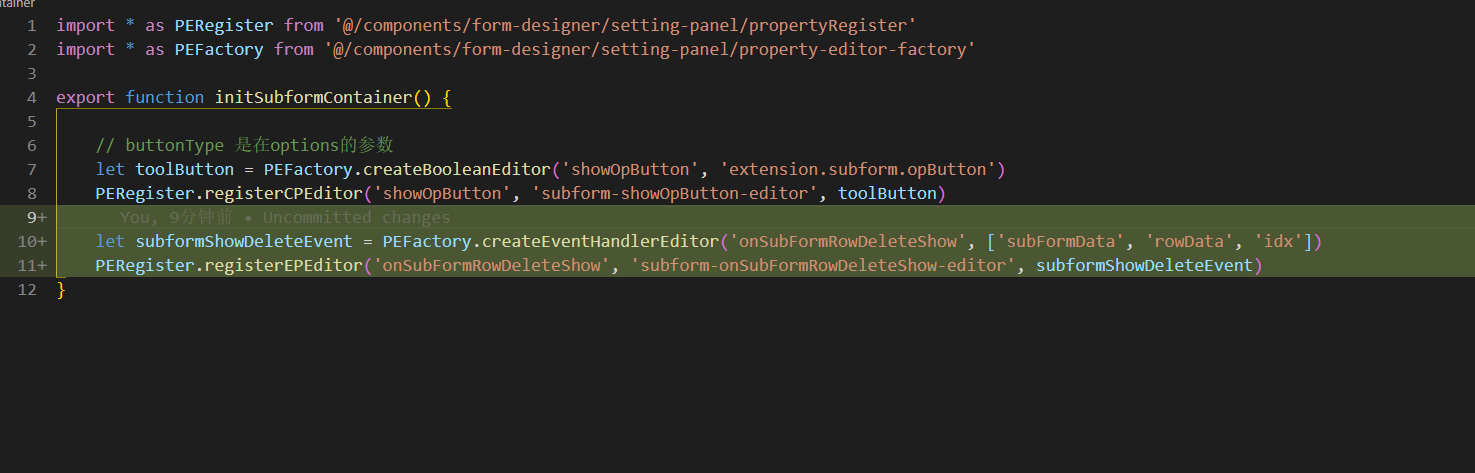 ntainer
1 import * as PERegister from '@/components/form-designer/setting-panel/propertyRegister'
2 import * as PEFactory from '@/components/form-designer/setting-panel/property-editor-factory'
3
4 export function initSubformContainer() {
5
6 // buttonType 是在options的参数
7 let toolButton = PEFactory.createBooleanEditor('showOpButton', 'extension.subform.opButton')
8 PERegister.registerCPEditor('showOpButton', 'subform-showOpButton-editor', toolButton)
9+ You, 9分钟前 • Uncommitted changes
10+ let subformShowDeleteEvent = PEFactory.createEventHandlerEditor('onSubFormRowDeleteShow', ['subFormData', 'rowData', 'idx'])
11+ PERegister.registerEPEditor('onSubFormRowDeleteShow', 'subform-onSubFormRowDeleteShow-editor', subformShowDeleteEvent)
12 }